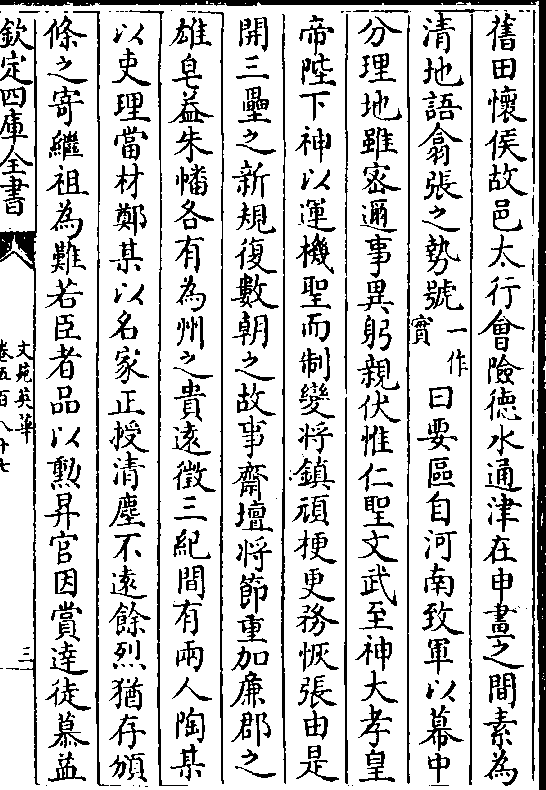 舊田懷侯故邑太行會險德水通津在申畫之間素為
清地語翕張之勢號一作實曰要區自河南致軍以幕中
分理地雖密邇事異躬親伏惟仁聖文武至神大孝皇
帝陛下神以運機聖而制變將鎮頑梗更務恢張由是
開三壘之新規復數朝之故事齋壇將節重加廉郡之
雄皂蓋朱幡各有為州之貴遠徵三紀間有兩人陶某
以吏理當材鄭某以名家正授清塵不遠餘烈猶存頒
條之寄繼祖為難若臣者品以勲昇官因賞達徒慕益
欽定四庫全書
文苑英華
卷五百八十七
三